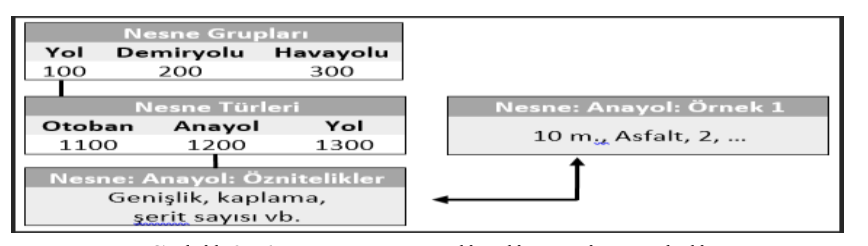 Nesne Grupları
Yol Demiryolu Havayolu
100 200 300
Nesne Türleri
Otoban Anayol Yol
1100 1200 1300
Nesne: Anayol: Öznitelikler
Genişlik, kaplama,
şerit sayısı vb.
Nesne: Anayol: Örnek 1
10 m., Asfalt, 2, ...